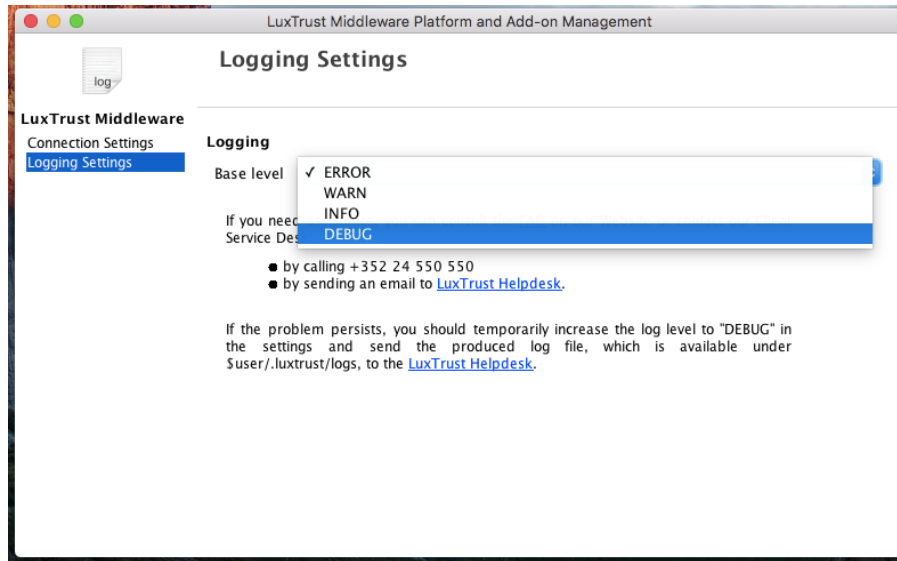 LuxTrust Middleware Platform and Add-on Management
log
Logging Settings
LuxTrust Middleware
Connection Settings
Logging Settings
Logging
Base level
✓ ERROR
WARN
INFO
DEBUG
If you need
Service Des
by calling +352 24 550 550
by sending an email to LuxTrust Helpdesk.
If the problem persists, you should temporarily increase the log level to "DEBUG" in
the settings and send the produced log file, which is available under
$user/.luxtrust/logs, to the LuxTrust Helpdesk.